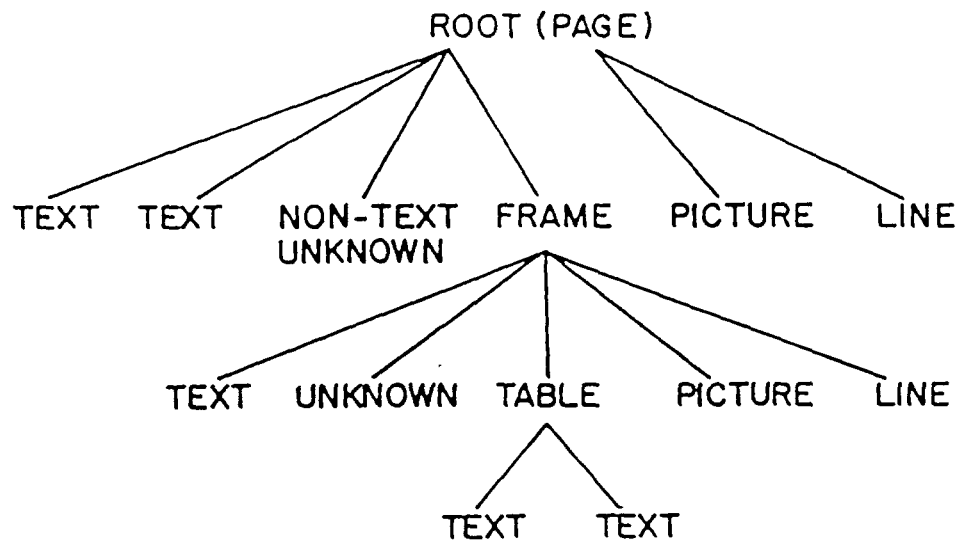 ROOT (PAGE)
TEXT TEXT NON-TEXT FRAME PICTURE LINE
UNKNOWN
TEXT UNKNOWN TABLE PICTURE LINE
TEXT TEXT